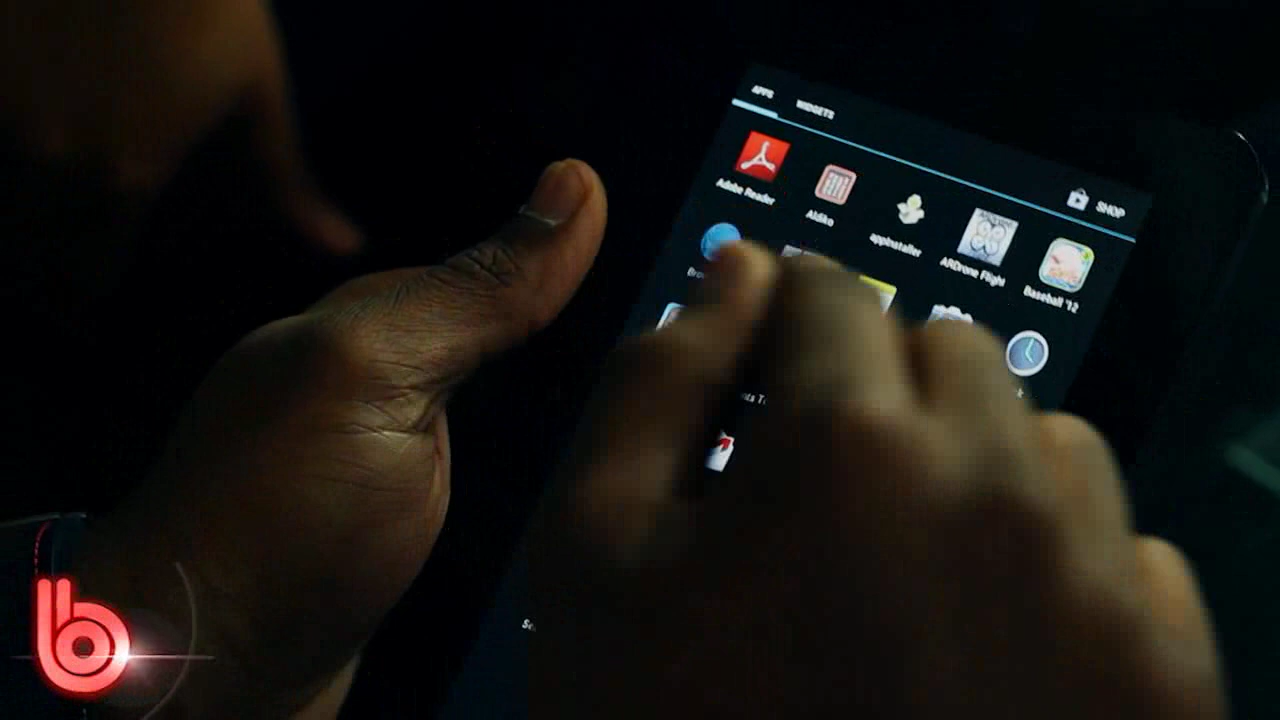 APPS WIDGETS
SHOP
Adobe Reader
Aldiko
appInstaller
ARDrone Flight
Baseball '12